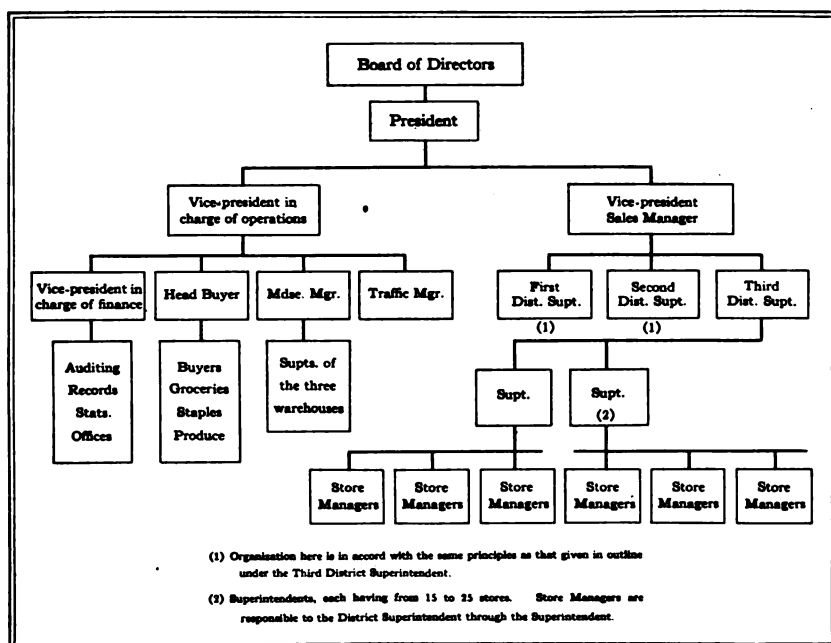 Board of Directors
President
Vice-president in
charge of operations
Vice-president
Sales Manager
Vice-president in
charge of finance
Head Buyer
Mdse. Mgr.
Traffic Mgr.
First
Dist. Supt.
(1)
Second
Dist. Supt.
(1)
Third
Dist. Supt.
Auditing
Records
Stats.
Offices
Buyers
Groceries
Staples
Produce
Supts. of
the three
warehouses
Supt.
Supt.
(2)
Store
Managers
Store
Managers
Store
Managers
Store
Managers
Store
Managers
Store
Managers
(1) Organisation here is in accord with the same principles as that given in outline
under the Third District Superintendent.
(2) Superintendents, each having from 15 to 25 stores. Store Managers are
responsible to the District Superintendent through the Superintendent.